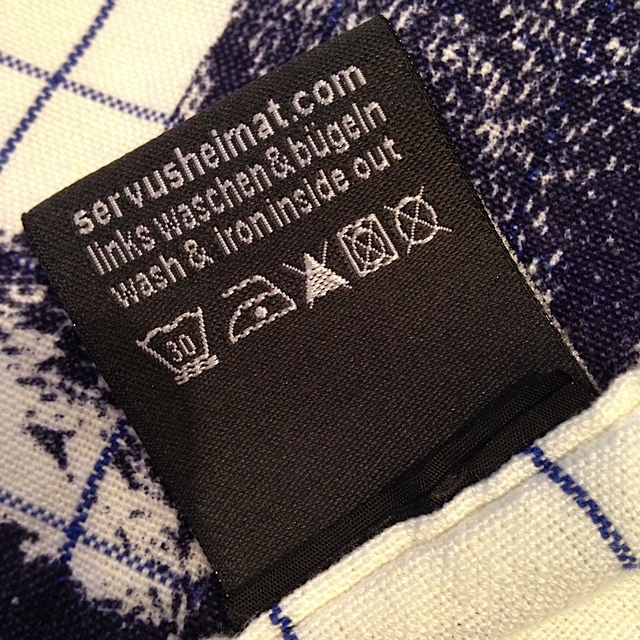 servusheimat.com
links waschen & bügeln
wash & iron inside out
30